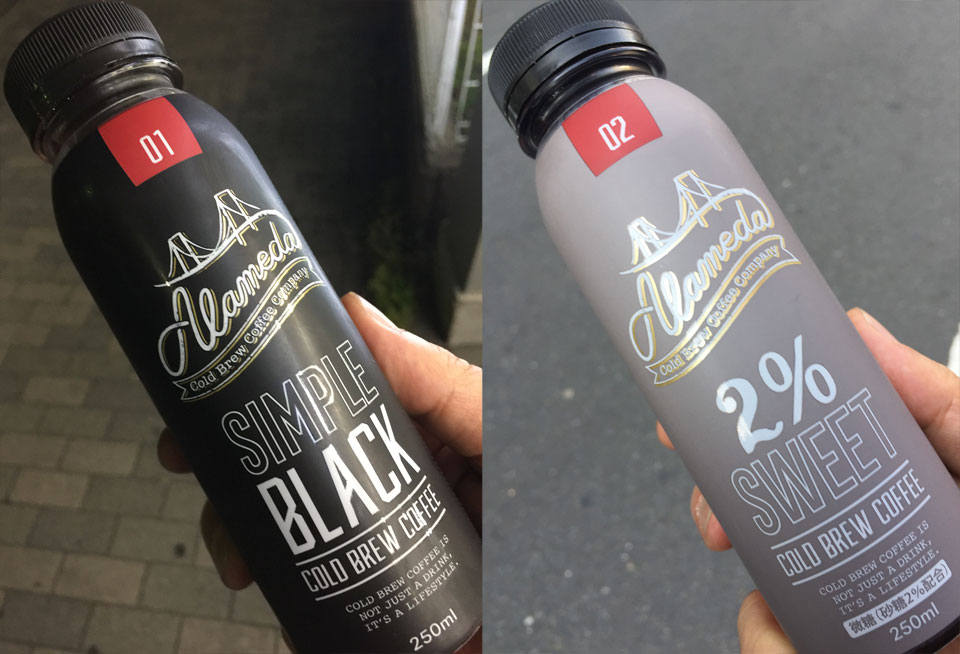 01
Alameda
Cold Brew Coffee Company
SIMPLE
BLACK
COLD BREW COFFEE
COLD BREW COFFEE IS
NOT JUST A DRINK,
IT'S A LIFESTYLE.
250ml
02
Alameda
Cold Brew Coffee Company
2%
SWEET
COLD BREW COFFEE
COLD BREW COFFEE IS
NOT JUST A DRINK,
IT'S A LIFESTYLE.
微糖(砂糖2%配合)
250ml